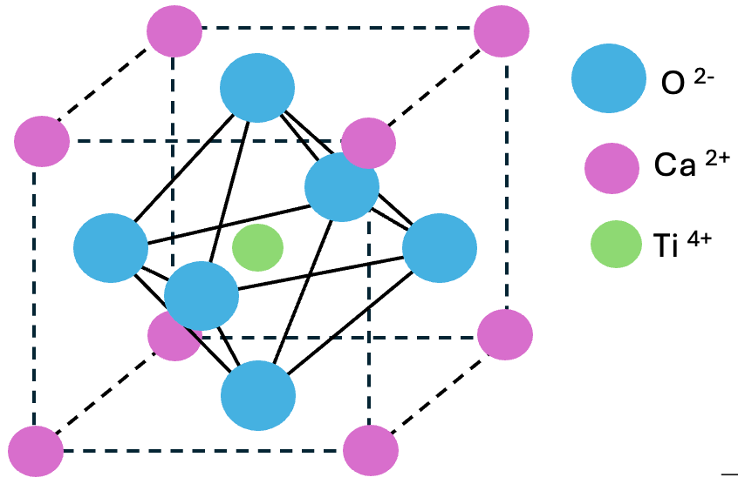 O 2-
Ca 2+
Ti 4+